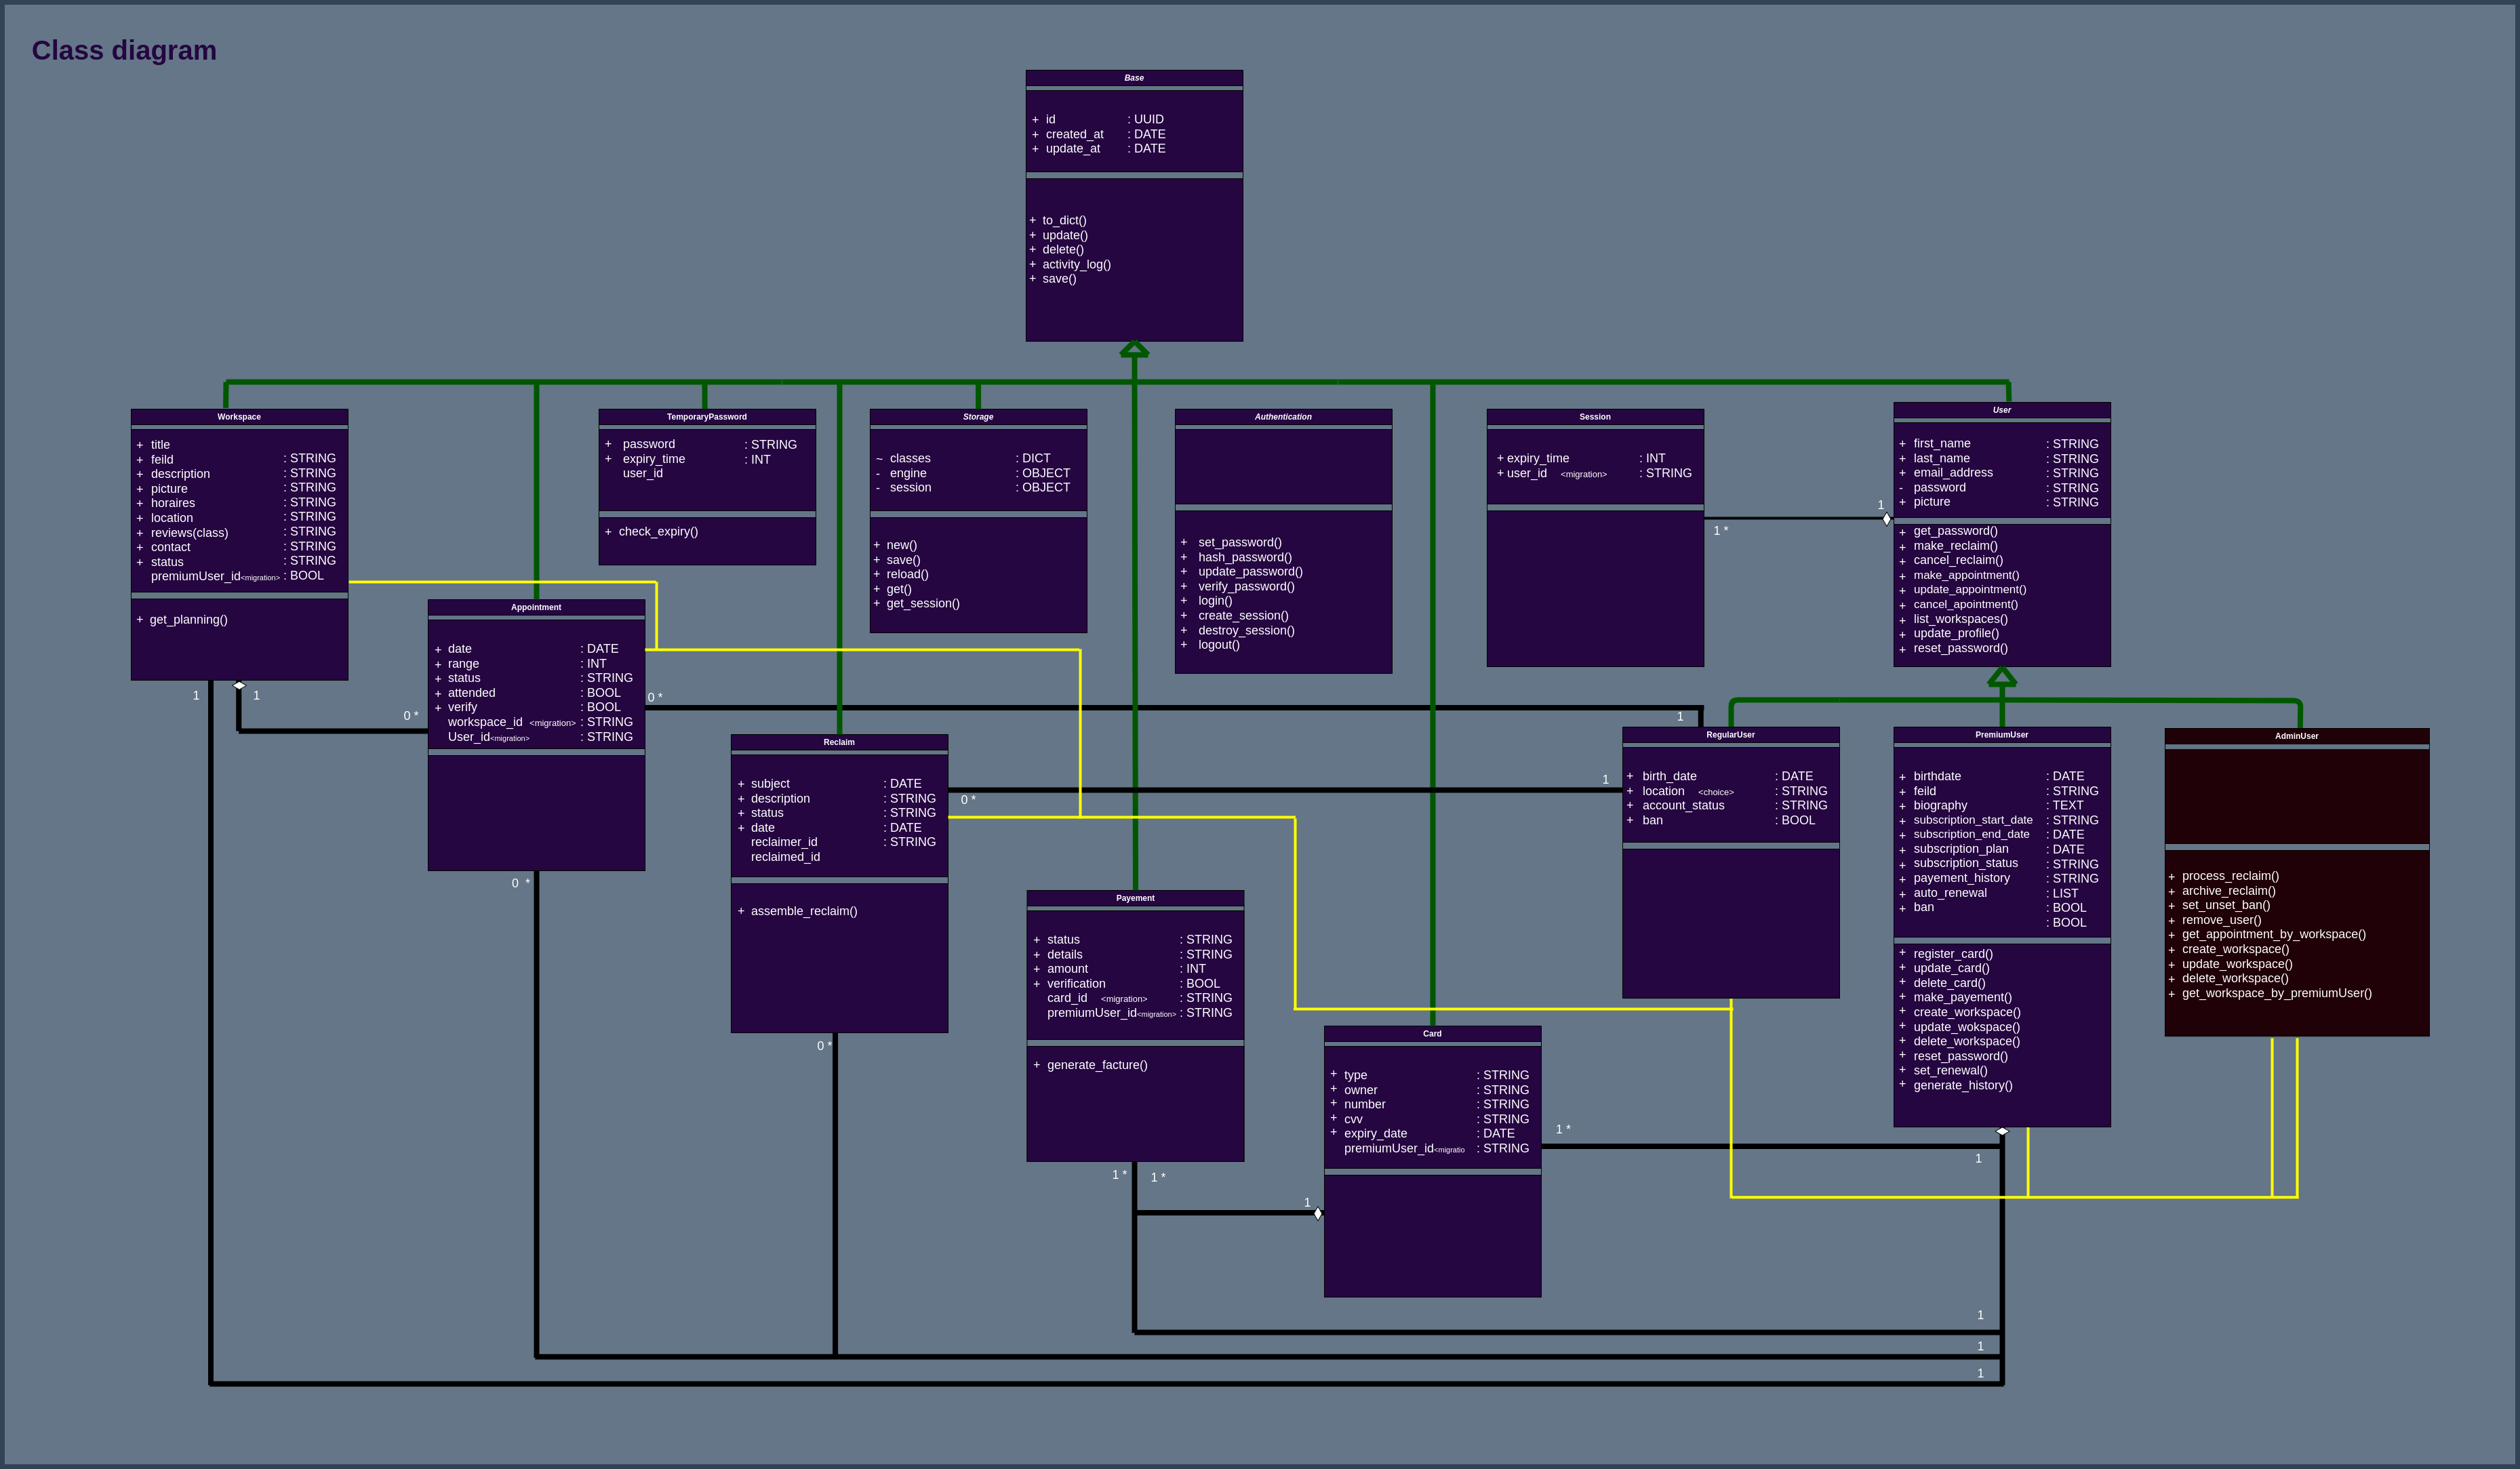 Class diagram
Base
+ id : UUID
+ created_at : DATE
+ update_at : DATE
+ to_dict()
+ update()
+ delete()
+ activity_log()
+ save()
Workspace
+ title
+ feild : STRING
+ description : STRING
+ picture : STRING
+ horaires : STRING
+ location : STRING
+ reviews(class) : STRING
+ contact : STRING
+ status : STRING
premiumUser_id<migration> : BOOL
+ get_planning()
TemporaryPassword
+ password : STRING
+ expiry_time : INT
user_id
+ check_expiry()
Storage
~ classes : DICT
- engine : OBJECT
- session : OBJECT
+ new()
+ save()
+ reload()
+ get()
+ get_session()
Authentication
+ set_password()
+ hash_password()
+ update_password()
+ verify_password()
+ login()
+ create_session()
+ destroy_session()
+ logout()
Session
+ expiry_time : INT
+ user_id <migration> : STRING
1 *
1
User
+ first_name : STRING
+ last_name : STRING
+ email_address : STRING
- password : STRING
+ picture : STRING
+ get_password()
+ make_reclaim()
+ cancel_reclaim()
+ make_appointment()
+ update_appointment()
+ cancel_apointment()
+ list_workspaces()
+ update_profile()
+ reset_password()
1
1
0 *
Appointment
+ date : DATE
+ range : INT
+ status : STRING
+ attended : BOOL
+ verify : BOOL
workspace_id <migration> : STRING
User_id<migration> : STRING
0 *
1
0 *
Reclaim
+ subject : DATE
+ description : STRING
+ status : STRING
+ date : DATE
reclaimer_id : STRING
reclaimed_id
+ assemble_reclaim()
0 *
1
0 *
RegularUser
+ birth_date : DATE
+ location <choice> : STRING
+ account_status : STRING
+ ban : BOOL
PremiumUser
+ birthdate : DATE
+ feild : STRING
+ biography : TEXT
+ subscription_start_date : STRING
+ subscription_end_date : DATE
+ subscription_plan : DATE
+ subscription_status : STRING
+ payement_history : STRING
+ auto_renewal : LIST
+ ban : BOOL
: BOOL
+ register_card()
+ update_card()
+ delete_card()
+ make_payement()
+ create_workspace()
+ update_wokspace()
+ delete_workspace()
+ reset_password()
+ set_renewal()
+ generate_history()
AdminUser
+ process_reclaim()
+ archive_reclaim()
+ set_unset_ban()
+ remove_user()
+ get_appointment_by_workspace()
+ create_workspace()
+ update_workspace()
+ delete_workspace()
+ get_workspace_by_premiumUser()
Payement
+ status : STRING
+ details : STRING
+ amount : INT
+ verification : BOOL
card_id <migration> : STRING
premiumUser_id<migration> : STRING
+ generate_facture()
1 *
1 *
Card
+ type : STRING
+ owner : STRING
+ number : STRING
+ cvv : STRING
+ expiry_date : DATE
premiumUser_id<migratio : STRING
1 *
1
1
1
1
1